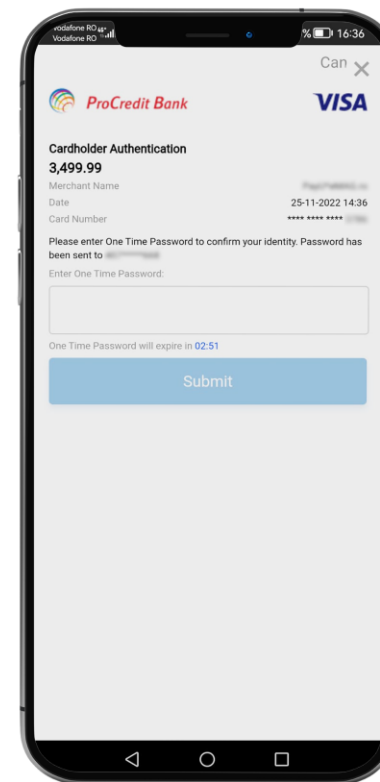 Vodafone RO
Vodafone RO
% 16:36
Can
ProCredit Bank
VISA
Cardholder Authentication
3,499.99
Merchant Name
Date 25-11-2022 14:36
Card Number **** **** ****
Please enter One Time Password to confirm your identity. Password has
been sent to
Enter One Time Password:
One Time Password will expire in 02:51
Submit